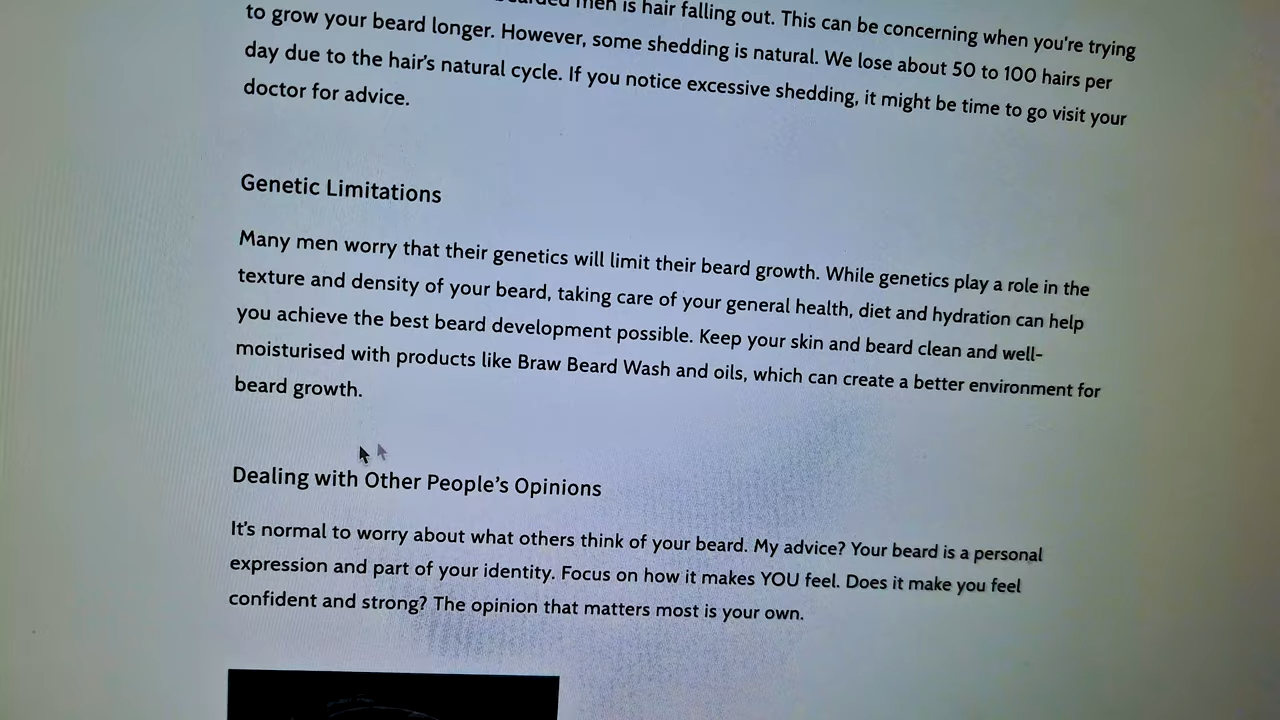 men is hair falling out. This can be concerning when you're trying
to grow your beard longer. However, some shedding is natural. We lose about 50 to 100 hairs per
day due to the hair's natural cycle. If you notice excessive shedding, it might be time to go visit your
doctor for advice.
Genetic Limitations
Many men worry that their genetics will limit their beard growth. While genetics play a role in the
texture and density of your beard, taking care of your general health, diet and hydration can help
you achieve the best beard development possible. Keep your skin and beard clean and well-
moisturised with products like Braw Beard Wash and oils, which can create a better environment for
beard growth.
Dealing with Other People’s Opinions
It's normal to worry about what others think of your beard. My advice? Your beard is a personal
expression and part of your identity. Focus on how it makes YOU feel. Does it make you feel
confident and strong? The opinion that matters most is your own.